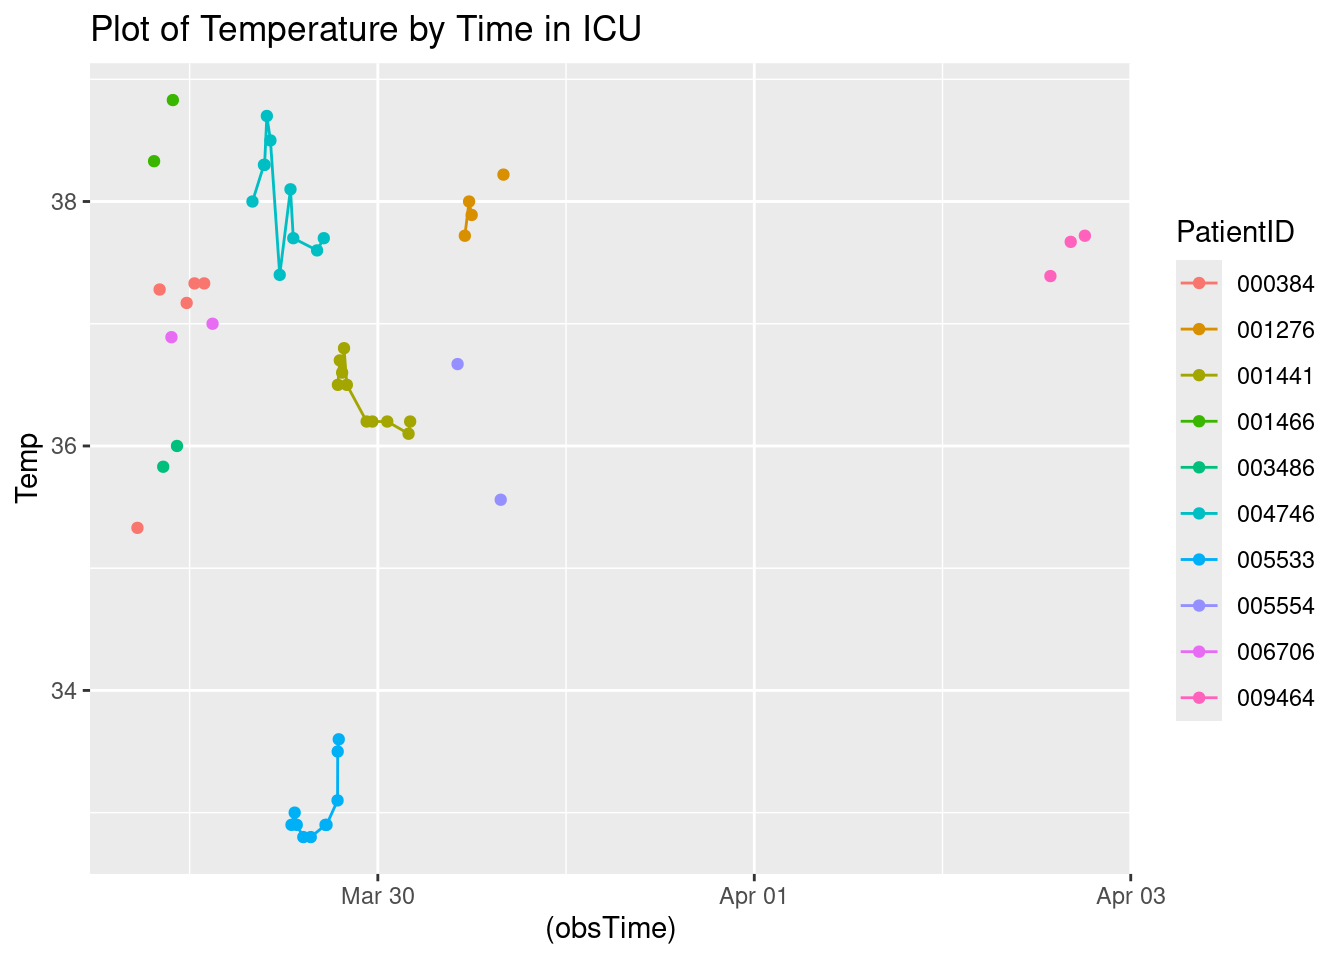 Plot of Temperature by Time in ICU
38
36
34
Temp
Mar 30
Apr 01
Apr 03
(obsTime)
PatientID
000384
001276
001441
001466
003486
004746
005533
005554
006706
009464